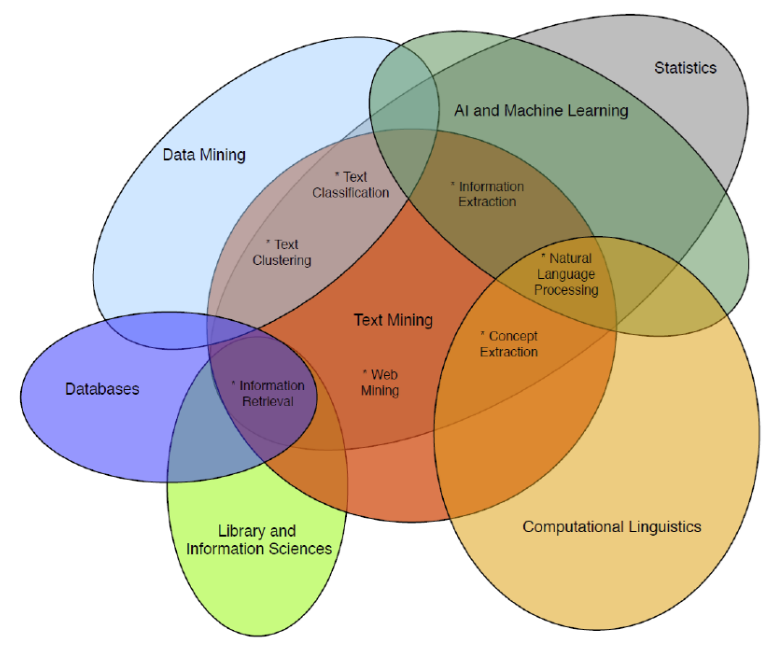 Statistics
AI and Machine Learning
Data Mining
* Text
Classification
* Information
Extraction
* Text
Clustering
* Natural
Language
Processing
Text Mining
* Concept
Extraction
* Web
Mining
Databases
* Information
Retrieval
Library and
Information Sciences
Computational Linguistics